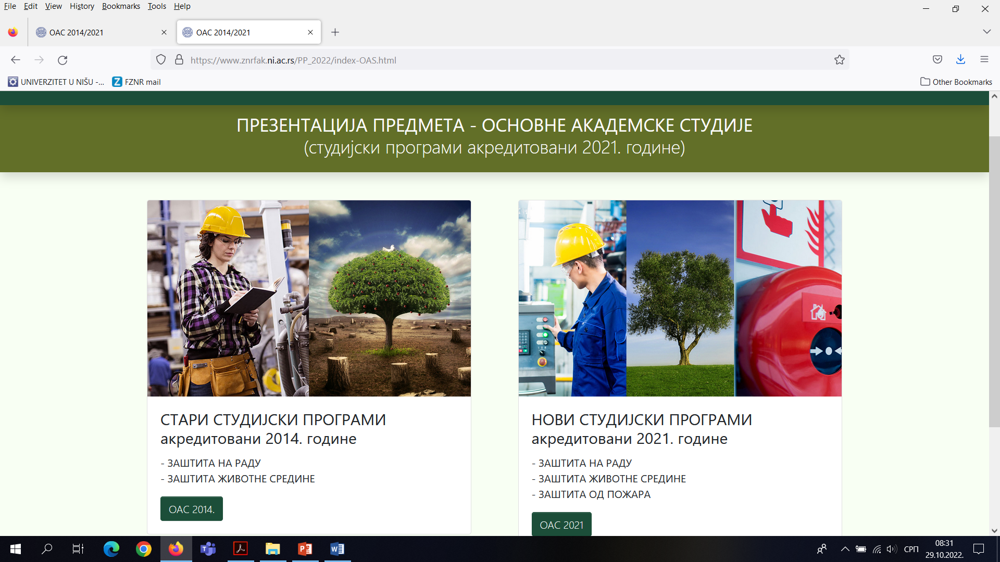 File Edit View History Bookmarks Tools Help
ОАС 2014/2021
ОАС 2014/2021
https://www.znrfak.ni.ac.rs/PP_2022/index-OAS.html
UNIVERZITET U NIŠU -...
FZNR mail
Other Bookmarks
ПРЕЗЕНТАЦИЈА ПРЕДМЕТА - ОСНОВНЕ АКАДЕМСКЕ СТУДИЈЕ
(студијски програми акредитовани 2021. године)
СТАРИ СТУДИЈСКИ ПРОГРАМИ
акредитовани 2014. године
- ЗАШТИТА НА РАДУ
- ЗАШТИТА ЖИВОТНЕ СРЕДИНЕ
ОАС 2014.
НОВИ СТУДИЈСКИ ПРОГРАМИ
акредитовани 2021. године
- ЗАШТИТА НА РАДУ
- ЗАШТИТА ЖИВОТНЕ СРЕДИНЕ
- ЗАШТИТА ОД ПОЖАРА
ОАС 2021
СРП
08:31
29.10.2022.